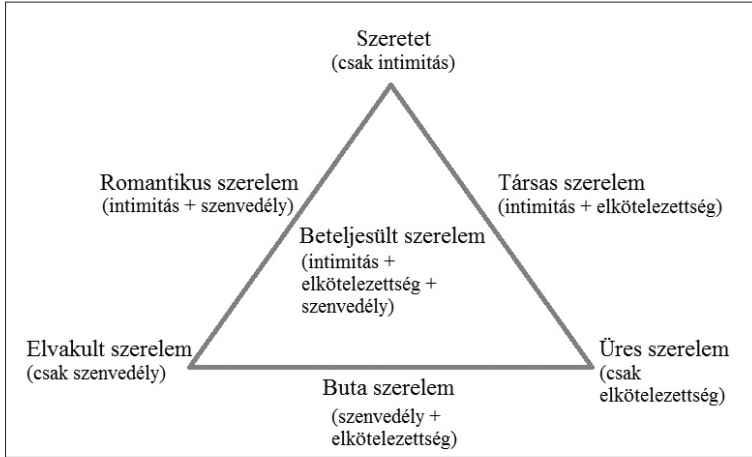 Szeretet
(csak intimitás)
Romantikus szerelem
(intimitás + szenvedély)
Társas szerelem
(intimitás + elkötelezettség)
Beteljesült szerelem
(intimitás +
elkötelezettség +
szenvedély)
Elvakult szerelem
(csak szenvedély)
Üres szerelem
(csak
elkötelezettség)
Buta szerelem
(szenvedély +
elkötelezettség)